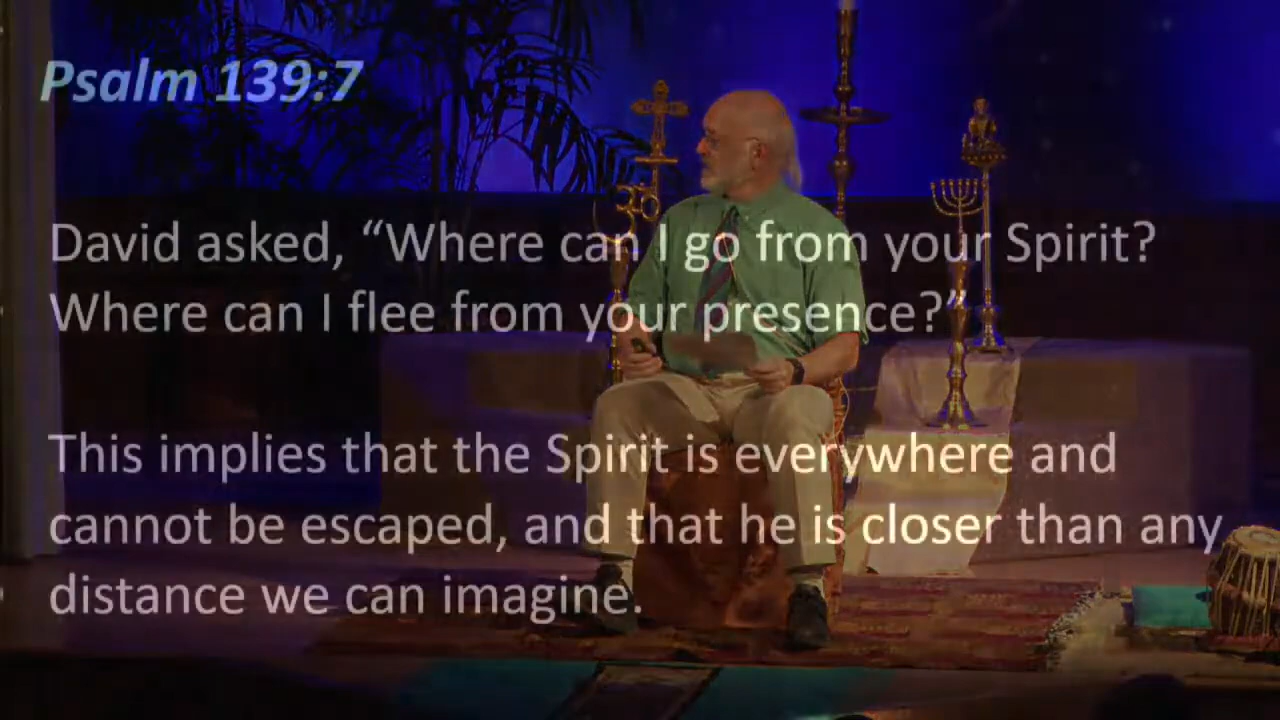 Psalm 139:7
David asked, “Where can I go from your Spirit?
Where can I flee from your presence?”
This implies that the Spirit is everywhere and
cannot be escaped, and that he is closer than any
distance we can imagine.